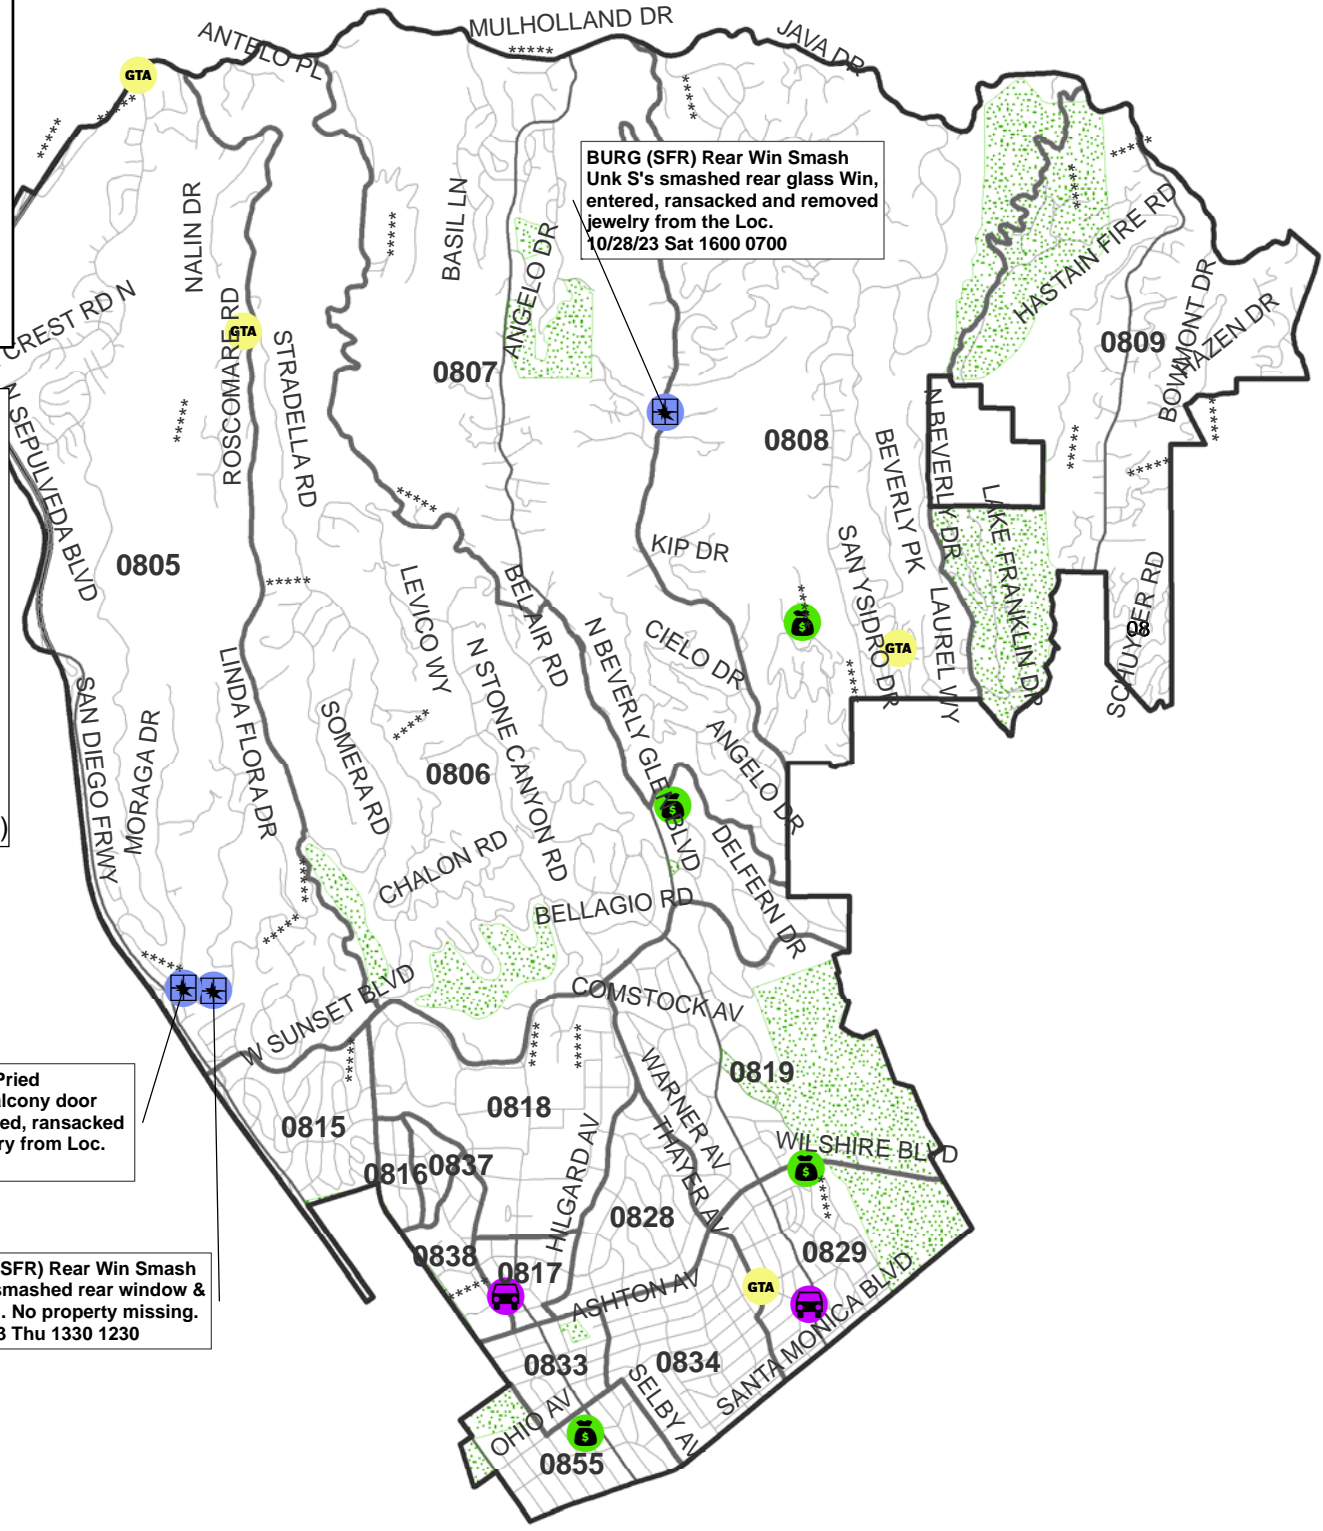 MULHOLLAND DR
ANTELO PL
JAVA DR
*****
GTA
*****
*****
*****
*****
*****
BURG (SFR) Rear Win Smash
Unk S's smashed rear glass Win,
entered, ransacked and removed
jewelry from the Loc.
10/28/23 Sat 1600 0700
NALIN DR
BASIL LN
*****
ANGELO DR
HASTAIN FIRE RD
BOWMONT DR
HAZEN DR
CREST RD N
ROSCOMARE RD
GTA
STRADELLA RD
0807
0809
0808
*****
*****
*****
*****
*****
N SEPULVEDA BLVD
N BEVERLY DR
BEVERLY PK
LAKE FRANKLIN DR
0805
*****
LEVICO WY
BEL AIR RD
KIP DR
SAN YSIDRO DR
LAUREL WY
SCHUYLER RD
08
*****
$
GTA
*****
CIELO DR
N BEVERLY GLEN BLVD
N STONE CANYON RD
LINDA FLORA DR
SAN DIEGO FRWY
MORAGA DR
SOMERA RD
*****
0806
ANGELO DR
$
DELFERN DR
)
CHALON RD
*****
BELLAGIO RD
*****
*****
W SUNSET BLVD
COMSTOCK AV
*****
*****
*****
WARNER AV
0819
Pried
alcony door
ed, ransacked
ry from Loc.
0815
0818
THAYER AV
HILGARD AV
WILSHIRE BLVD
0816
0837
$
*****
0828
0838
0817
0829
(SFR) Rear Win Smash
smashed rear window &
. No property missing.
3 Thu 1330 1230
*****
ASHTON AV
GTA
SANTA MONICA BLVD
0833
0834
SELBY AV
OHIO AV
$
0855